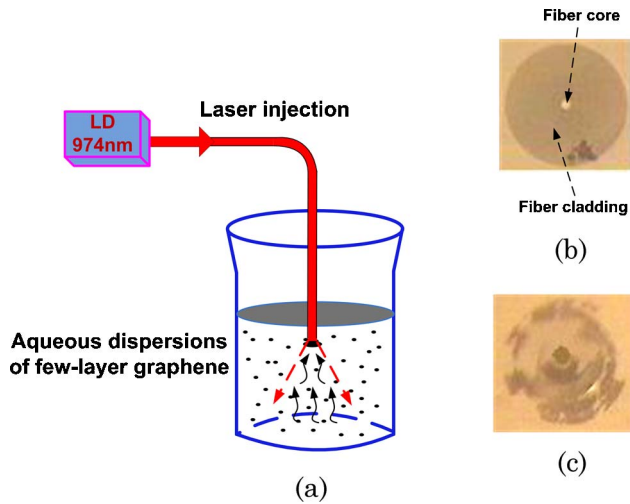 Fiber core
Laser injection
LD
974nm
Fiber cladding
(b)
Aqueous dispersions
of few-layer graphene
(a)
(c)